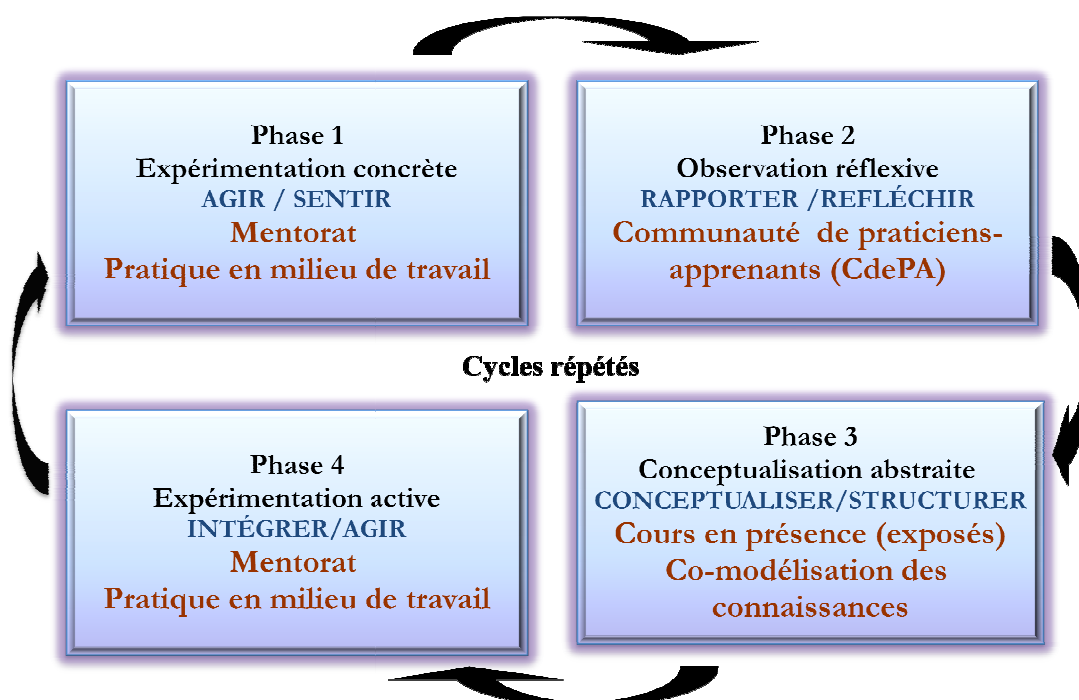 Phase 1
Expérimentation concrète
AGIR / SENTIR
Mentorat
Pratique en milieu de travail
Phase 2
Observation réflexive
RAPPORTER /REFLÉCHIR
Communauté de praticiens-
apprenants (CdePA)
Cycles répétés
Phase 4
Expérimentation active
INTÉGRER/AGIR
Mentorat
Pratique en milieu de travail
Phase 3
Conceptualisation abstraite
CONCEPTUALISER/STRUCTURER
Cours en présence (exposés)
Co-modélisation des
connaissances